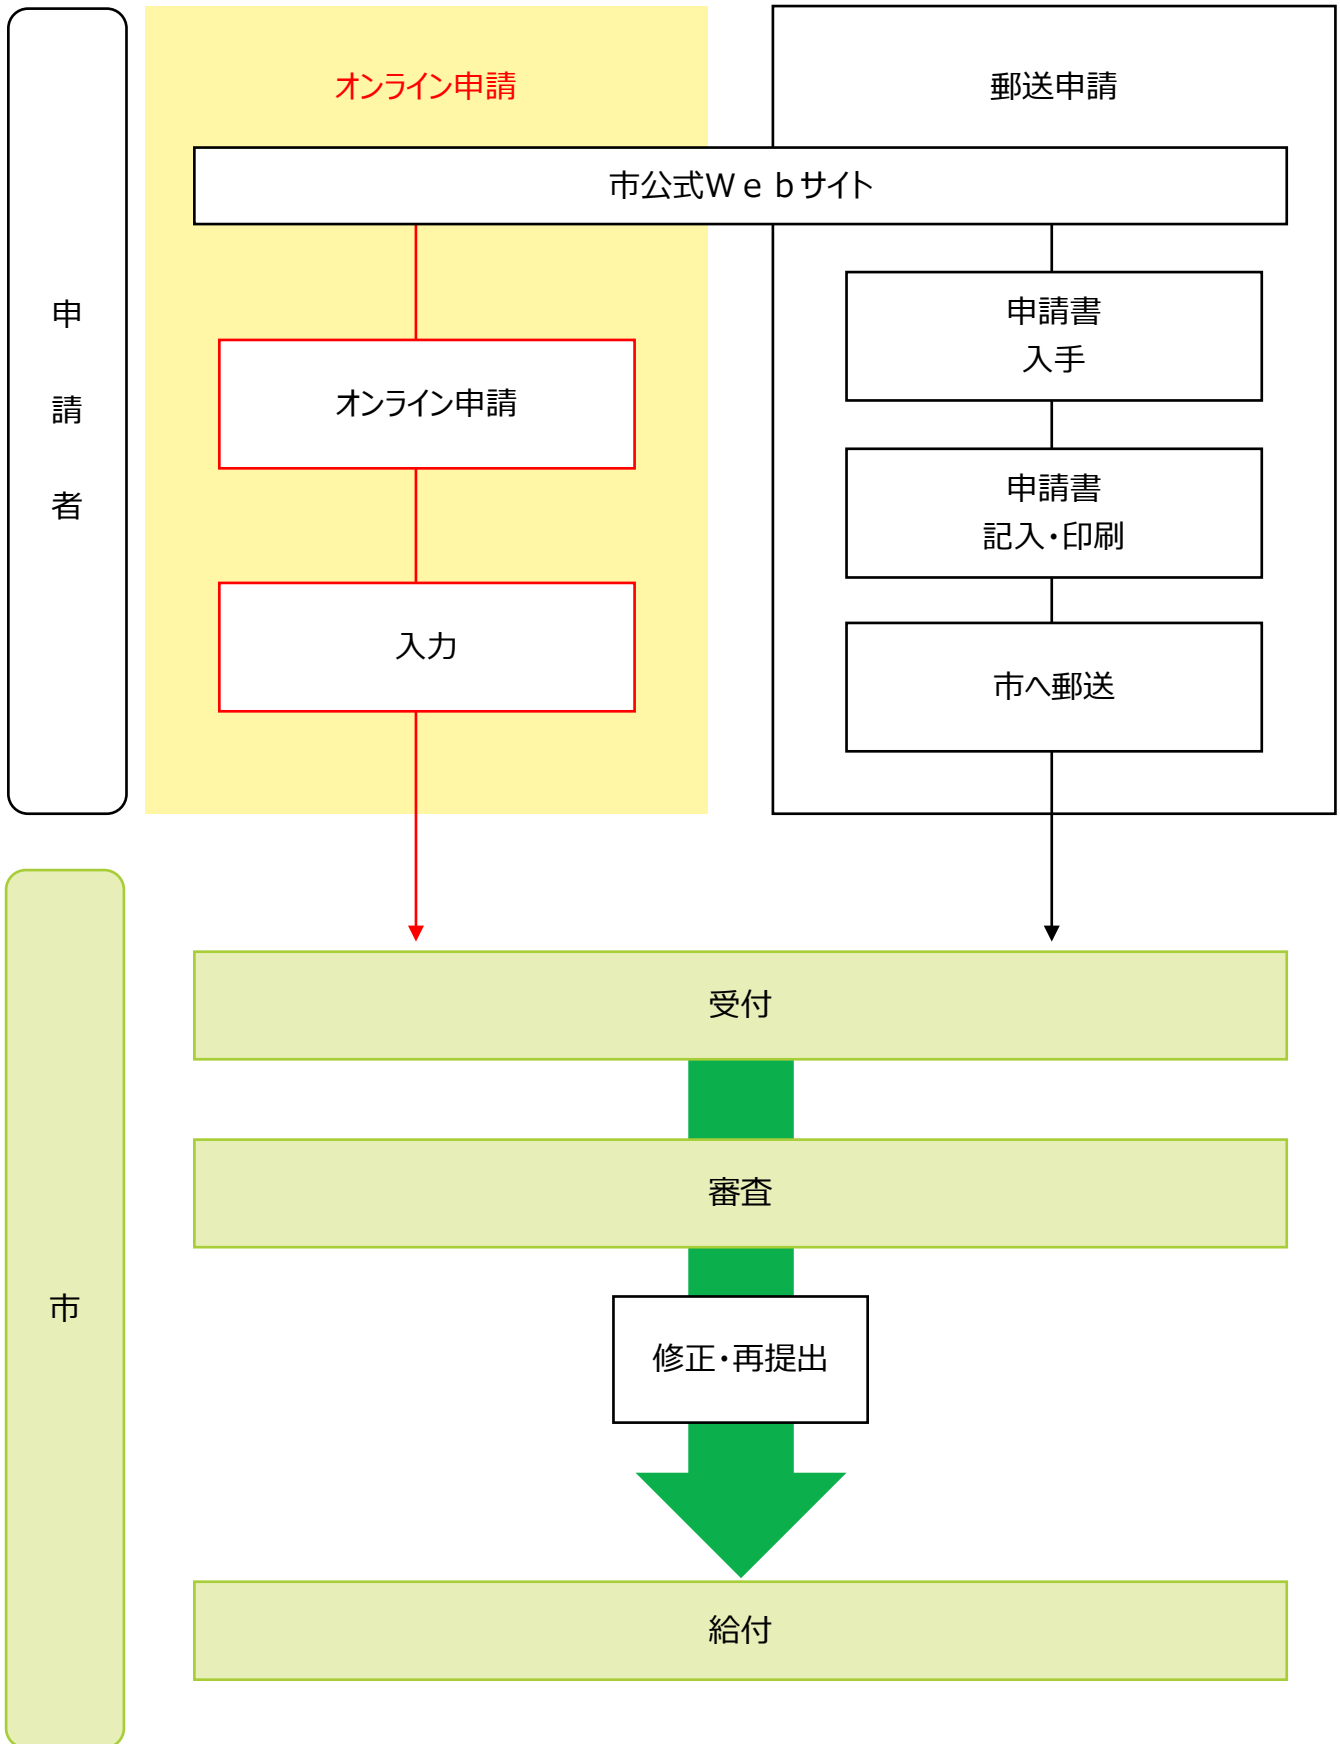 申
請
者
オンライン申請
郵送申請
市公式Ｗｅｂサイト
オンライン申請
入力
申請書
入手
申請書
記入・印刷
市へ郵送
市
受付
審査
修正・再提出
給付